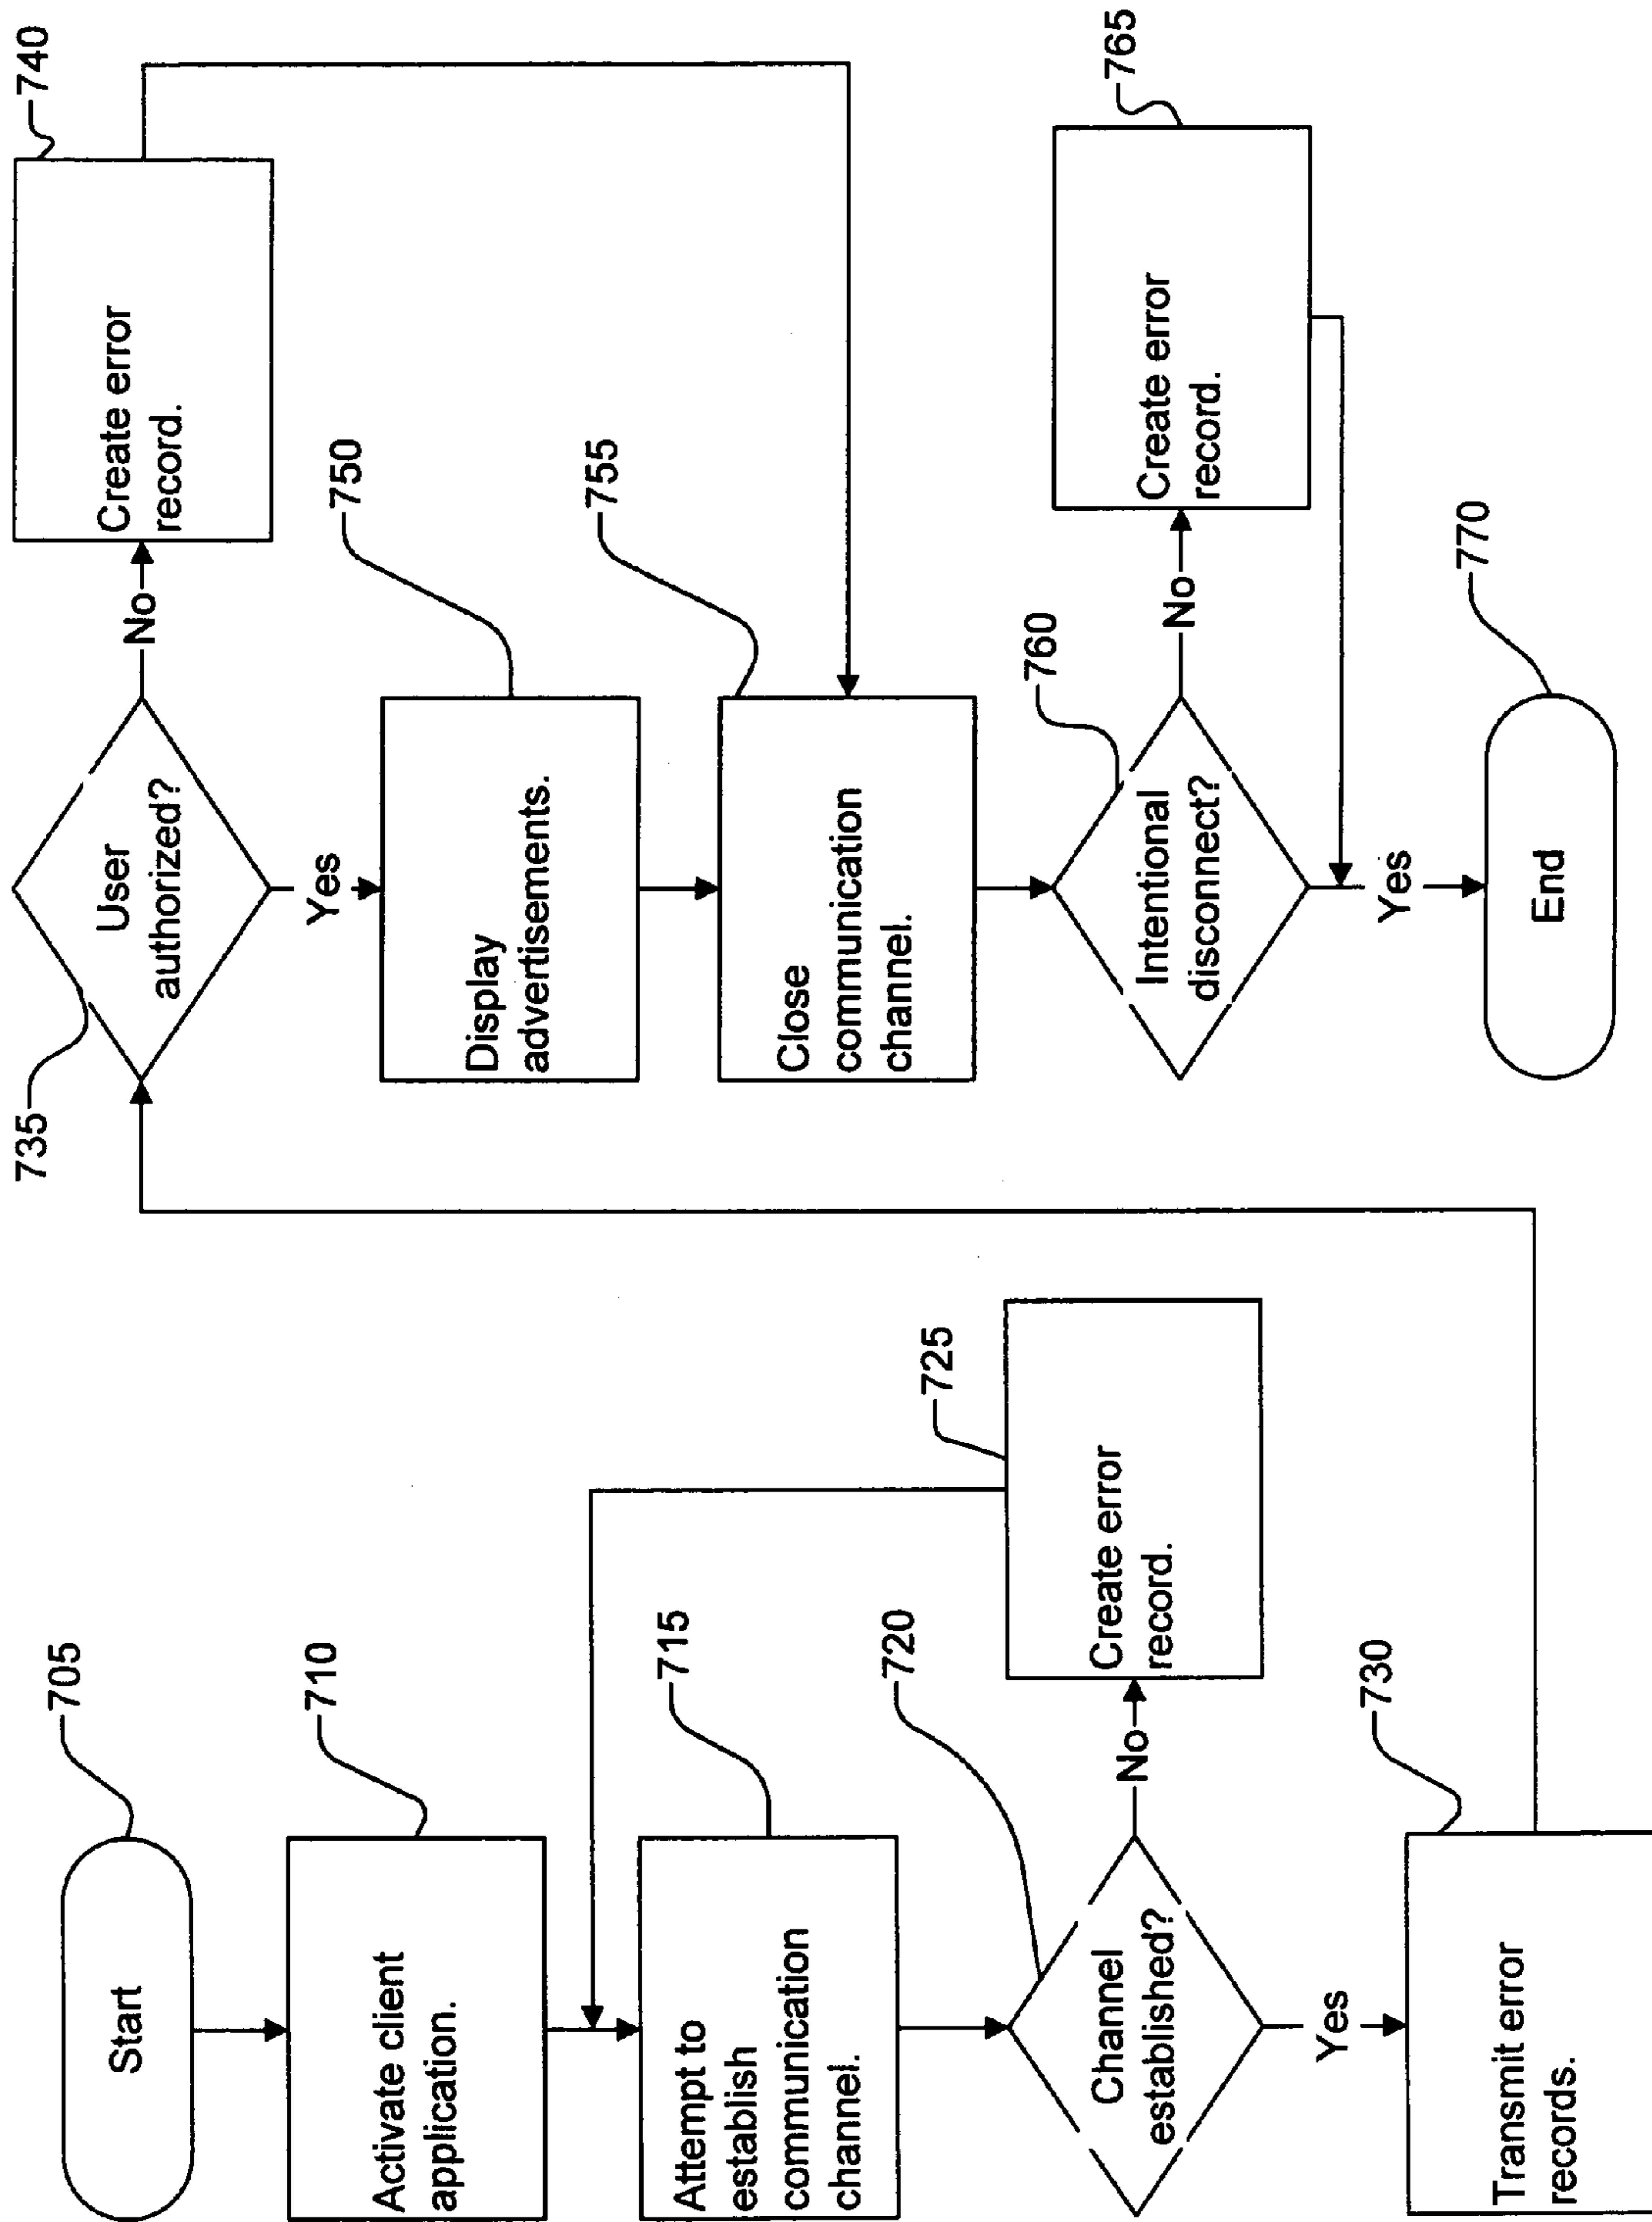 705
Start
710
Activate client
application.
715
Attempt to
establish
communication
channel.
720
Channel
established?
No
725
Create error
record.
Yes
730
Transmit error
records.
735
User
authorized?
No
740
Create error
record.
Yes
750
Display
advertisements.
755
Close
communication
channel.
760
Intentional
disconnect?
No
765
Create error
record.
Yes
770
End